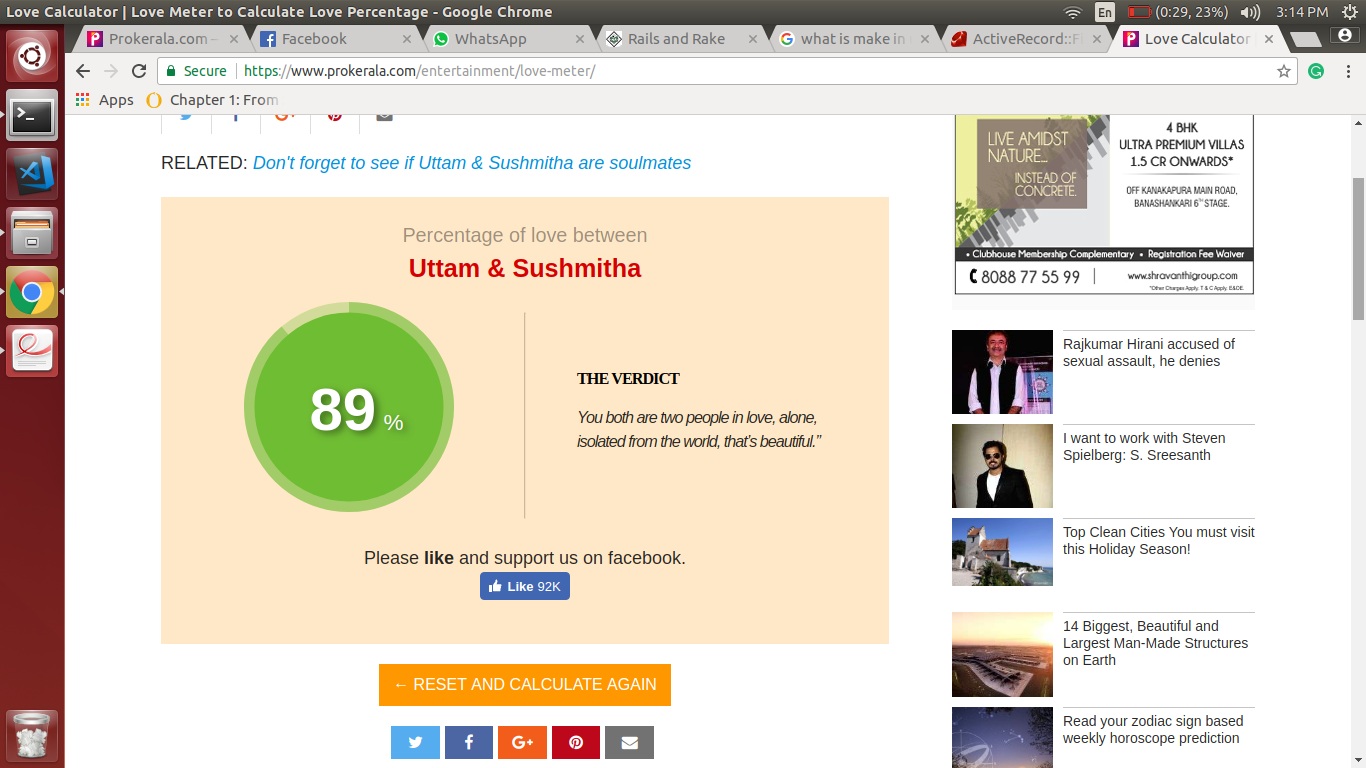 Love Calculator | Love Meter to Calculate Love Percentage - Google Chrome
En
(0:29, 23%)
3:14 PM
Prokerala.com –
Facebook
WhatsApp
Rails and Rake
what is make in
ActiveRecord::Fi
Love Calculator
Secure
https://www.prokerala.com/entertainment/love-meter/
Apps
Chapter 1: From
RELATED: Don't forget to see if Uttam & Sushmitha are soulmates
Percentage of love between
Uttam & Sushmitha
89 %
THE VERDICT
You both are two people in love, alone,
isolated from the world, that's beautiful.”
Please like and support us on facebook.
Like 92K
← RESET AND CALCULATE AGAIN
LIVE AMIDST
NATURE...
INSTEAD OF
CONCRETE.
4 BHK
ULTRA PREMIUM VILLAS
1.5 CR ONWARDS*
OFF KANAKAPURA MAIN ROAD,
BANASHANKARI 6TH STAGE.
• Clubhouse Membership Complementary • Registration Fee Waiver
8088 77 55 99
www.shravanthigroup.com
*Other Charges Apply. T & C Apply. E&OE.
Rajkumar Hirani accused of
sexual assault, he denies
I want to work with Steven
Spielberg: S. Sreesanth
Top Clean Cities You must visit
this Holiday Season!
14 Biggest, Beautiful and
Largest Man-Made Structures
on Earth
Read your zodiac sign based
weekly horoscope prediction